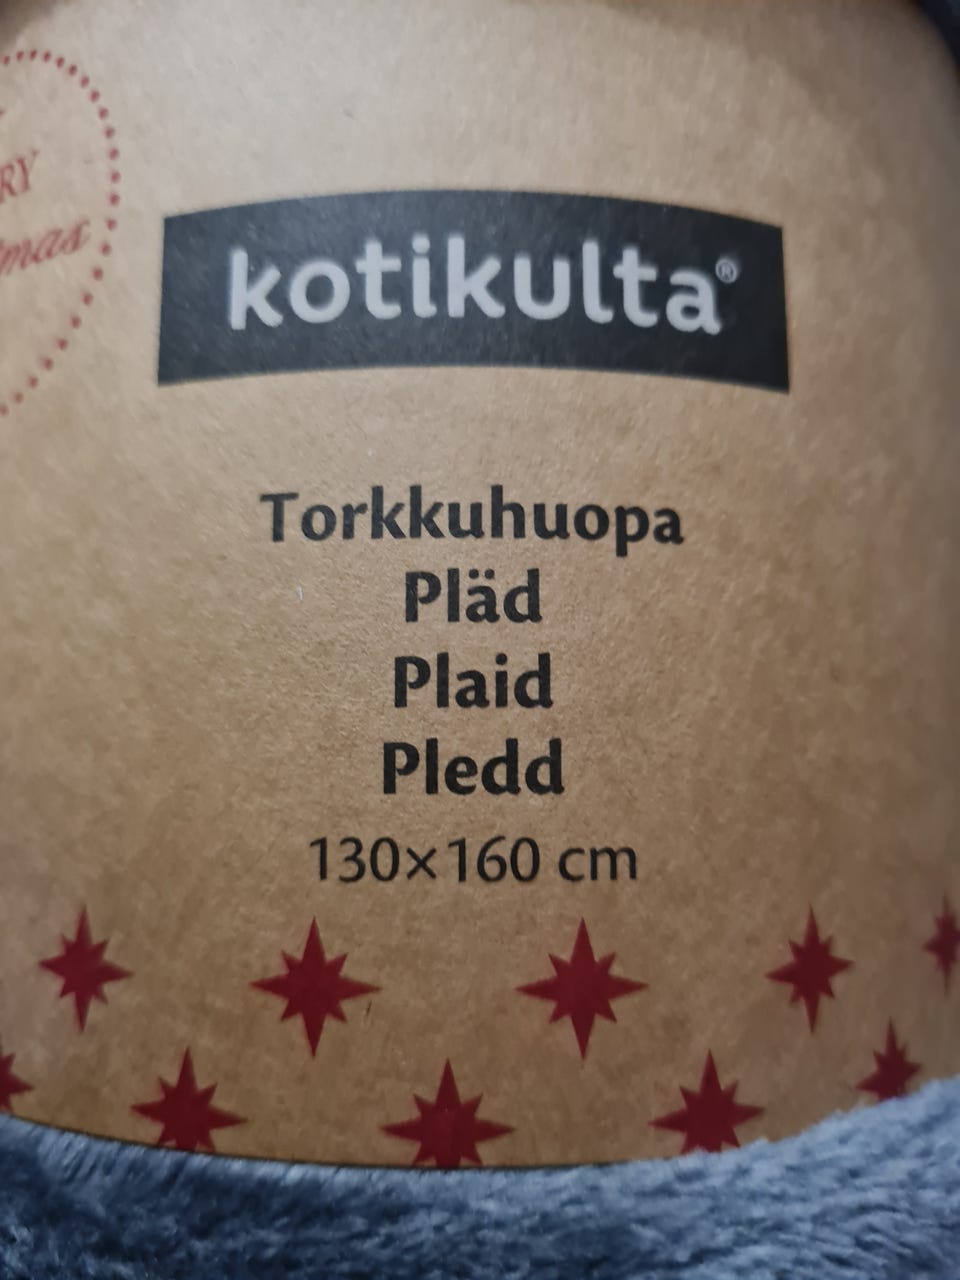 kotikulta®
Torkkuhuopa
Pläd
Plaid
Pledd
130×160 cm